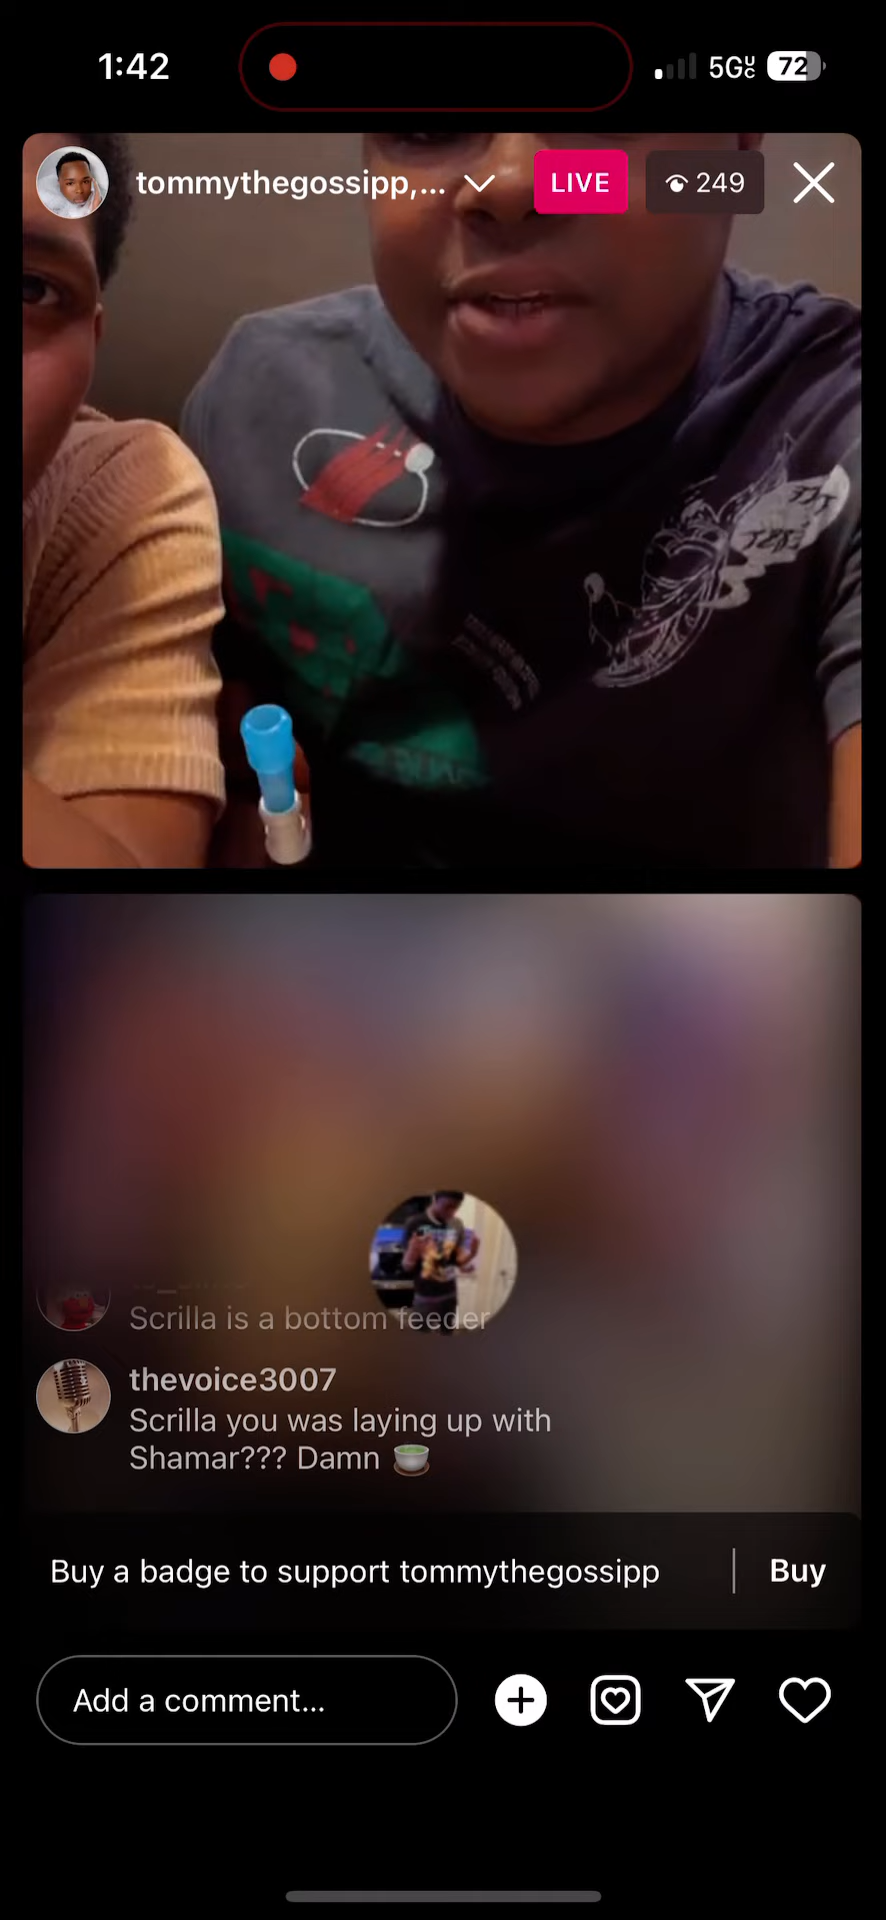 1:42
5GUC
72
tommythegossipp,...
LIVE
249
Scrilla is a bottom feeder
thevoice3007
Scrilla you was laying up with
Shamar??? Damn 🍵
Buy a badge to support tommythegossipp
Buy
Add a comment...